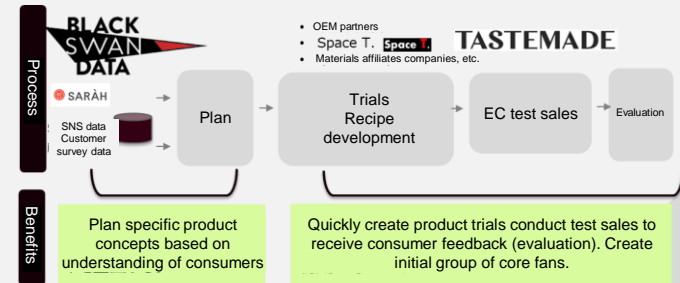 BLACK
SWAN
DATA
• OEM partners
• Space T. Space T.
• Materials affiliates companies, etc.
TASTEMADE
Process
SARÀH
SNS data
Customer
survey data
Plan
Trials
Recipe
development
EC test sales
Evaluation
Benefits
Plan specific product
concepts based on
understanding of consumers
Quickly create product trials conduct test sales to
receive consumer feedback (evaluation). Create
initial group of core fans.